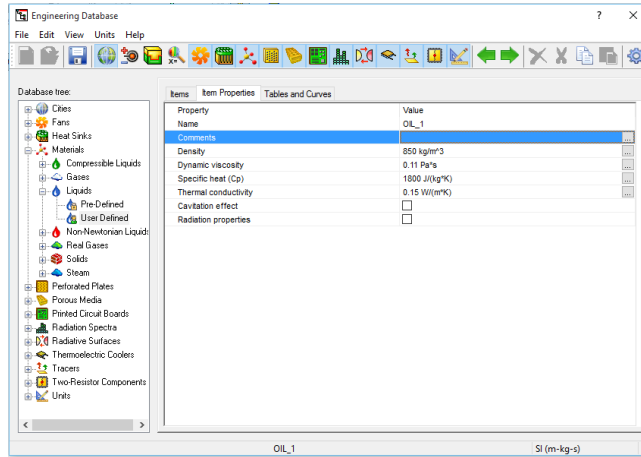 Engineering Database
? X
File Edit View Units Help
Database tree:
Items Item Properties Tables and Curves
Cities
Fans
Heat Sinks
Materials
Compressible Liquids
Gases
Liquids
Pre-Defined
User Defined
Non-Newtonian Liquids
Real Gases
Solids
Steam
Perforated Plates
Porous Media
Printed Circuit Boards
Radiation Spectra
Radiative Surfaces
Thermoelectric Coolers
Tracers
Two-Resistor Components
Units
Property Value
Name OIL_1
Comments ...
Density 850 kg/m^3 ...
Dynamic viscosity 0.11 Pa*s ...
Specific heat (Cp) 1800 J/(kg*K) ...
Thermal conductivity 0.15 W/(m*K) ...
Cavitation effect
Radiation properties
OIL_1 SI (m-kg-s)